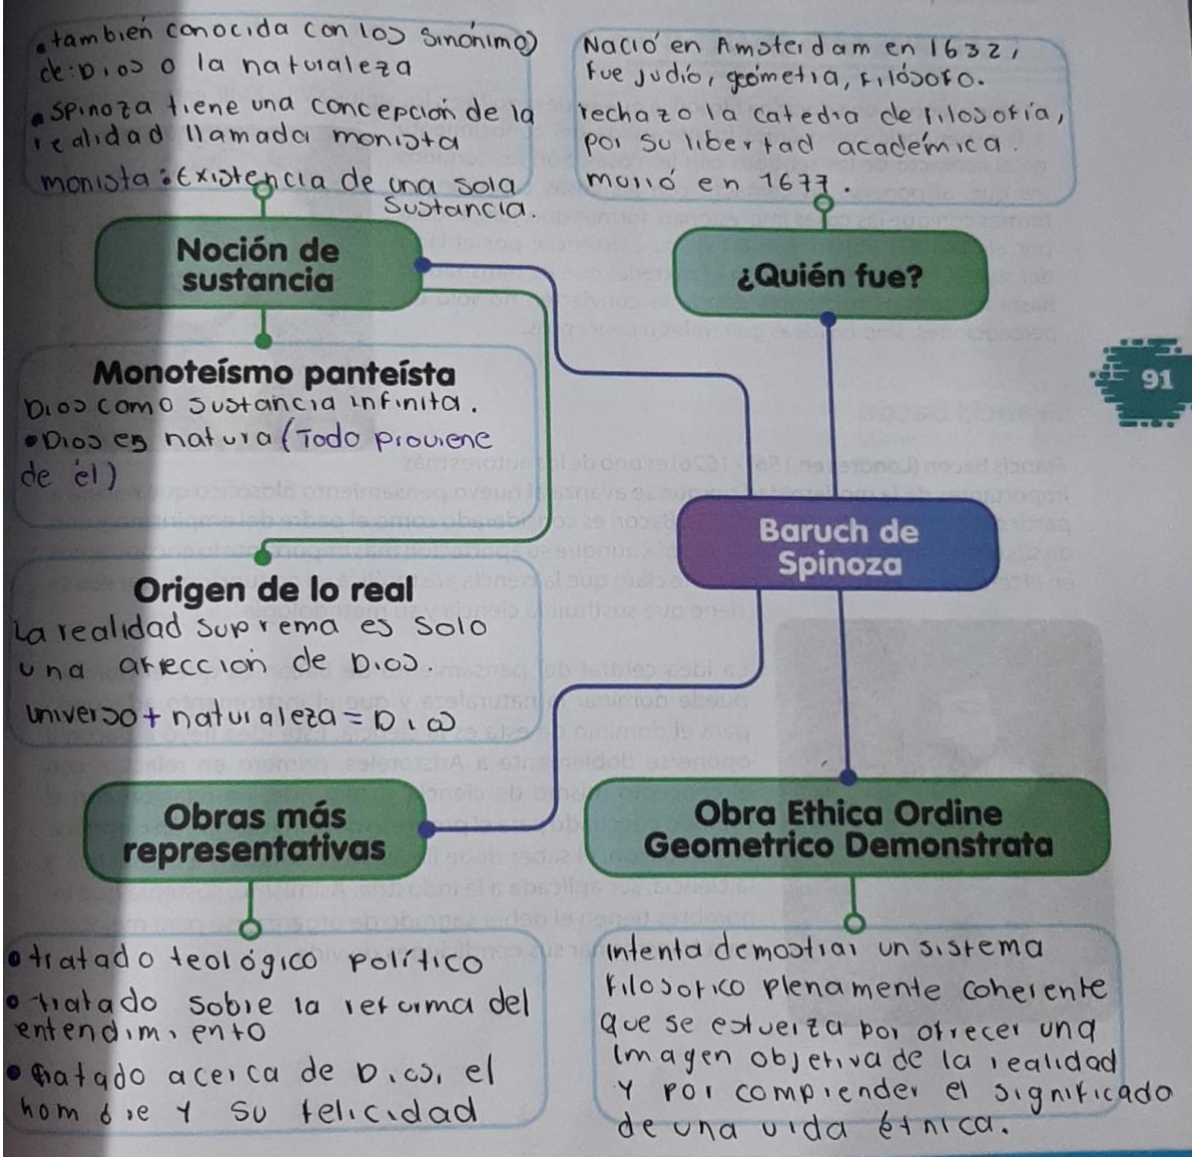 • también conocida con los sinónimos
de: Dios o la naturaleza
• spinoza tiene una concepción de la
realidad llamada monista
monista: Existencia de una sola
sustancia.
Nació en Amsterdam en 1632,
fue judío, geómetra, filósofo.
rechazo la catedra de filosofía,
por su libertad académica.
murió en 1677.
Noción de
sustancia
¿Quién fue?
Monoteísmo panteísta
Dios como sustancia infinita.
• Dios es natura (Todo proviene
de él)
91
Baruch de
Spinoza
Origen de lo real
La realidad suprema es solo
una afección de Dios.
universo + naturaleza = Dios
Obras más
representativas
Obra Ethica Ordine
Geometrico Demonstrata
• tratado teológico político
• tratado sobre la reforma del
entendimiento
• tratado acerca de Dios, el
hombre y su felicidad
intenta demostrar un sistema
filosofico plenamente coherente
que se esfuerza por ofrecer una
imagen objetiva de la realidad
y por comprender el significado
de una vida étnica.